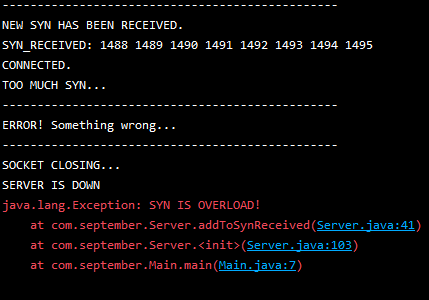 ------------------------------------------------
NEW SYN HAS BEEN RECEIVED.
SYN_RECEIVED: 1488 1489 1490 1491 1492 1493 1494 1495
CONNECTED.
TOO MUCH SYN...
------------------------------------------------
ERROR! Something wrong...
------------------------------------------------
SOCKET CLOSING...
SERVER IS DOWN
java.lang.Exception: SYN IS OVERLOAD!
    at com.september.Server.addToSynReceived(Server.java:41)
    at com.september.Server.<init>(Server.java:103)
    at com.september.Main.main(Main.java:7)